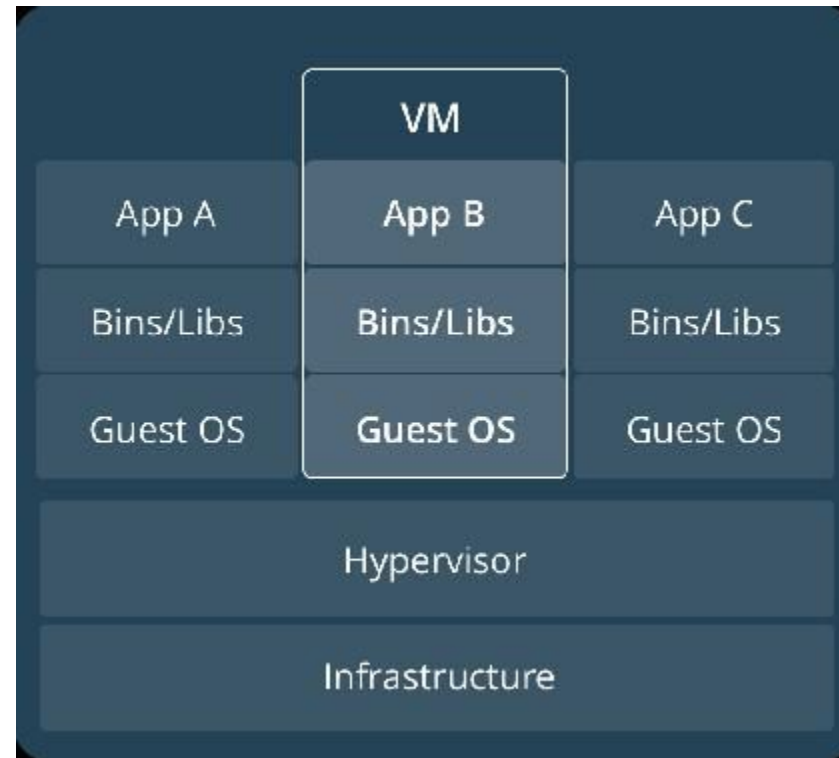 VM
App A App B App C
Bins/Libs Bins/Libs Bins/Libs
Guest OS Guest OS Guest OS
Hypervisor
Infrastructure